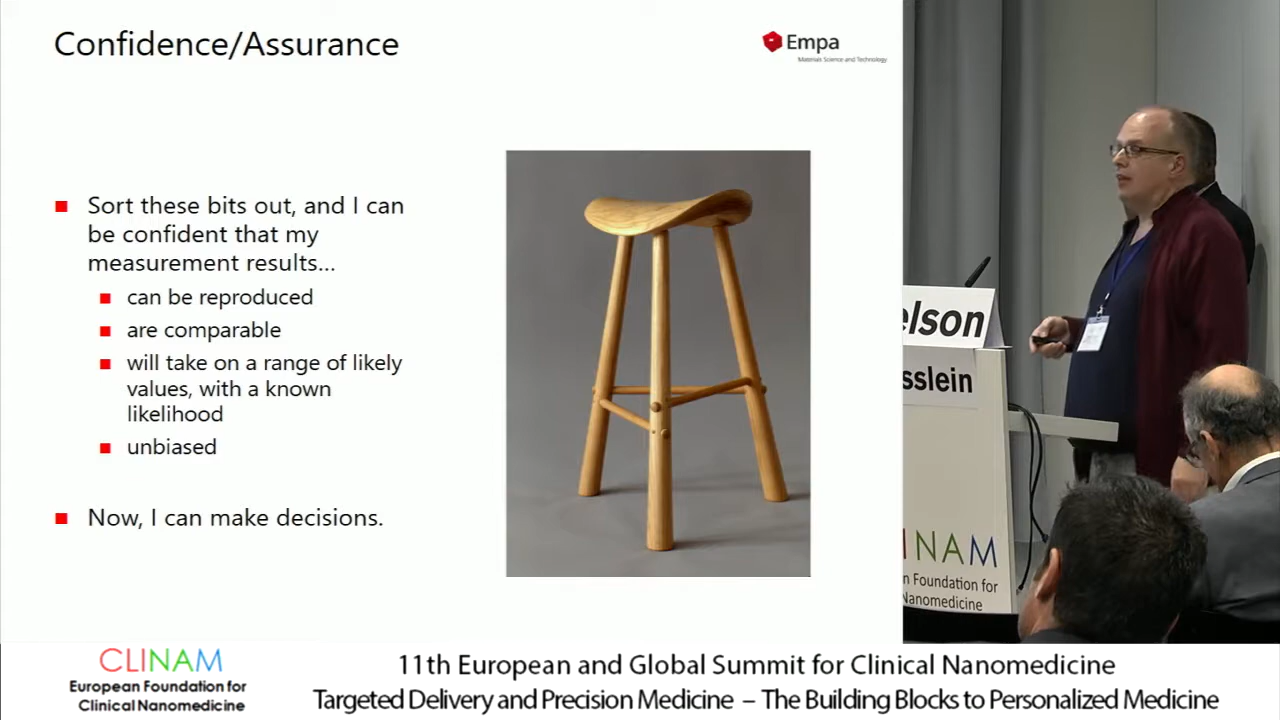 Confidence/Assurance
Empa
Materials Science and Technology
Sort these bits out, and I can
be confident that my
measurement results...
can be reproduced
are comparable
will take on a range of likely
values, with a known
likelihood
unbiased
Now, I can make decisions.
elson
sslein
INAM
n Foundation for
Nanomedicine
CLINAM
European Foundation for
Clinical Nanomedicine
11th European and Global Summit for Clinical Nanomedicine
Targeted Delivery and Precision Medicine – The Building Blocks to Personalized Medicine